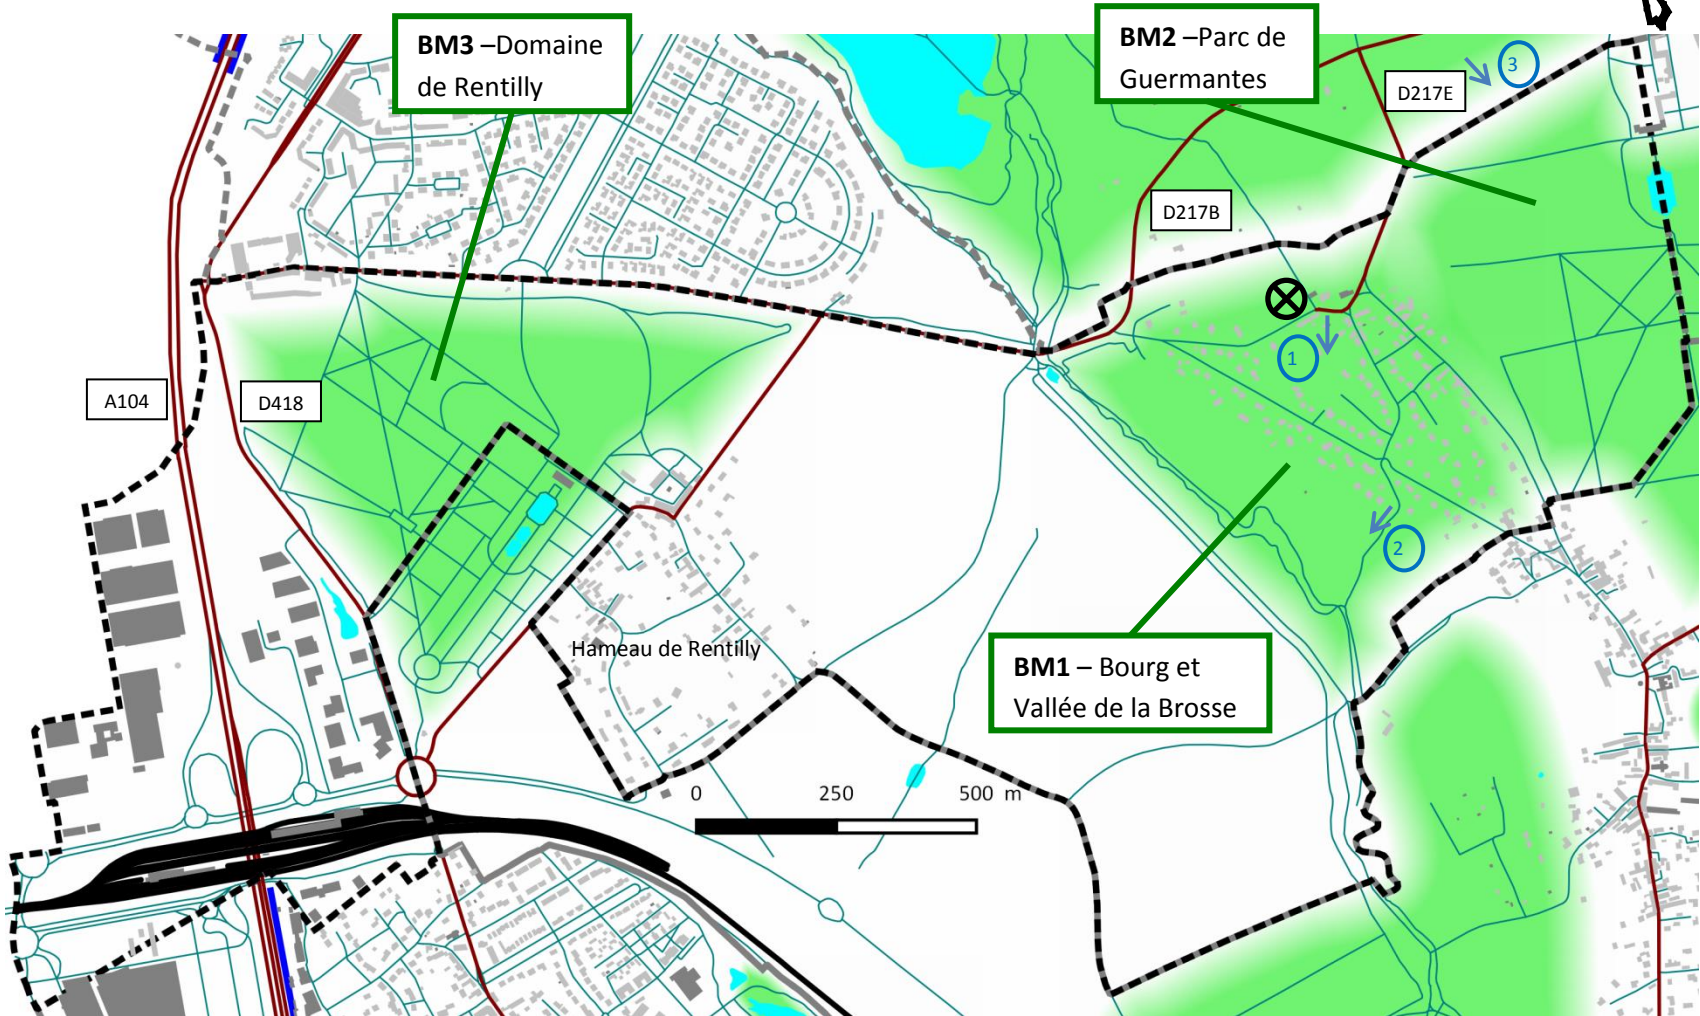 BM3 –Domaine
de Rentilly
BM2 –Parc de
Guermantes
3
D217E
D217B
1
A104
D418
2
Hameau de Rentilly
BM1 – Bourg et
Vallée de la Brosse
0 250 500 m